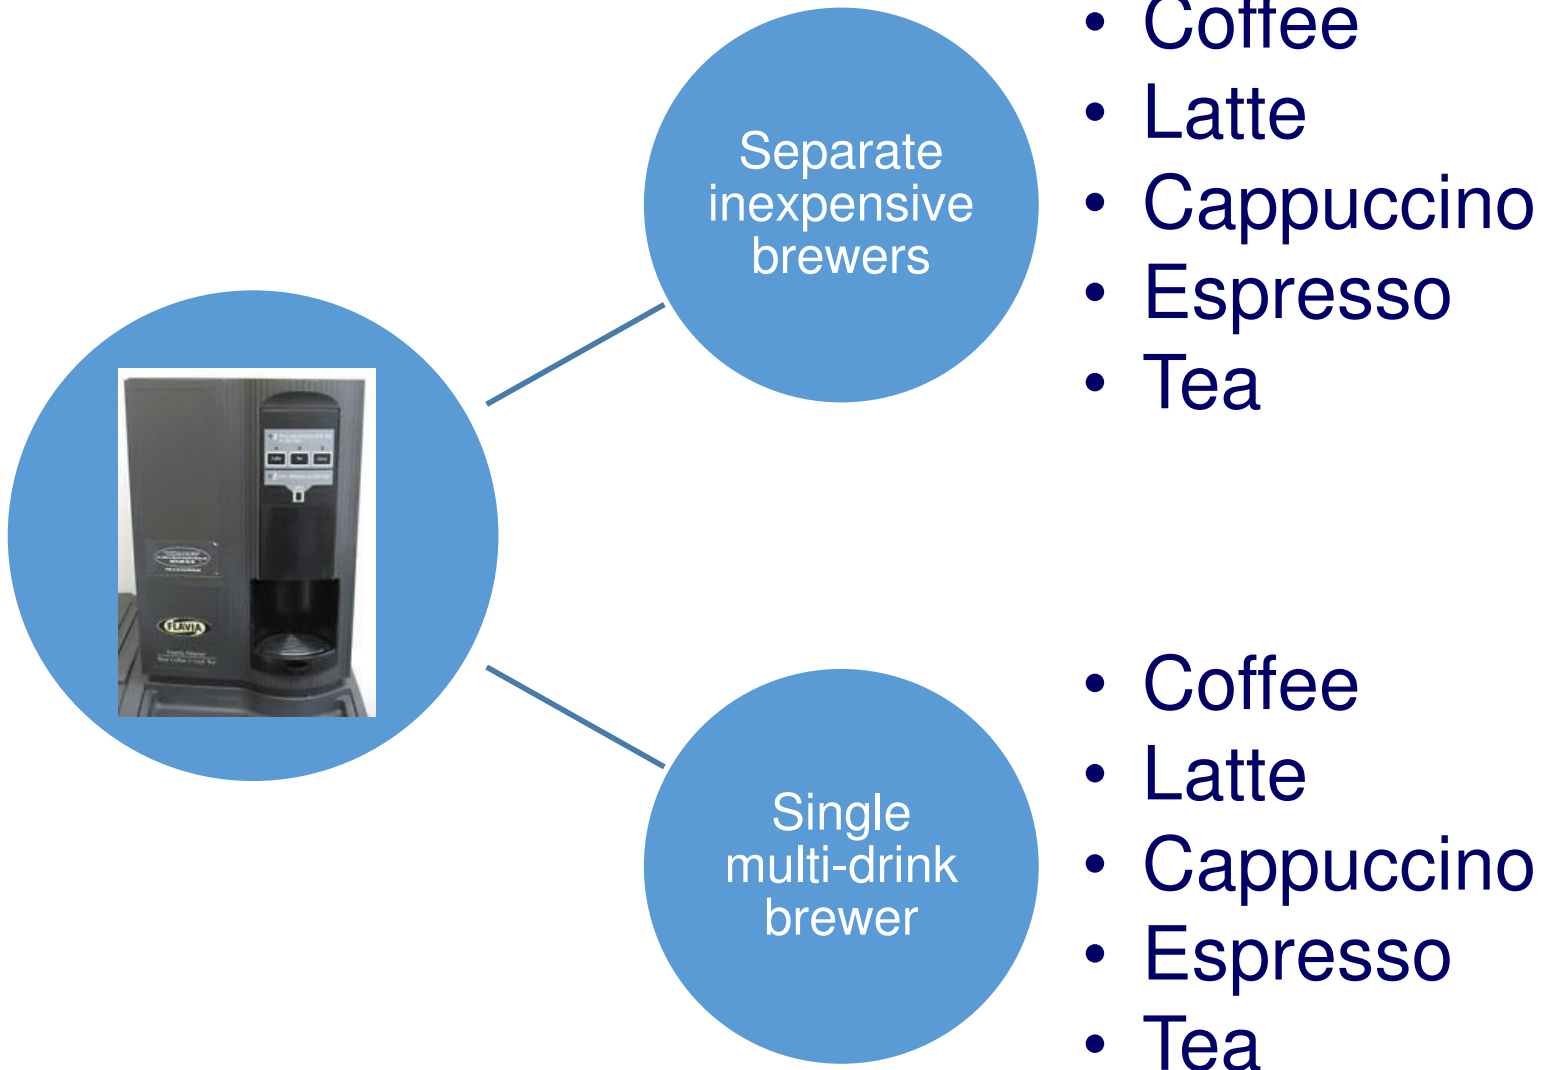 Separate
inexpensive
brewers
• Coffee
• Latte
• Cappuccino
• Espresso
• Tea
FLAVIA
Single
multi-drink
brewer
• Coffee
• Latte
• Cappuccino
• Espresso
• Tea